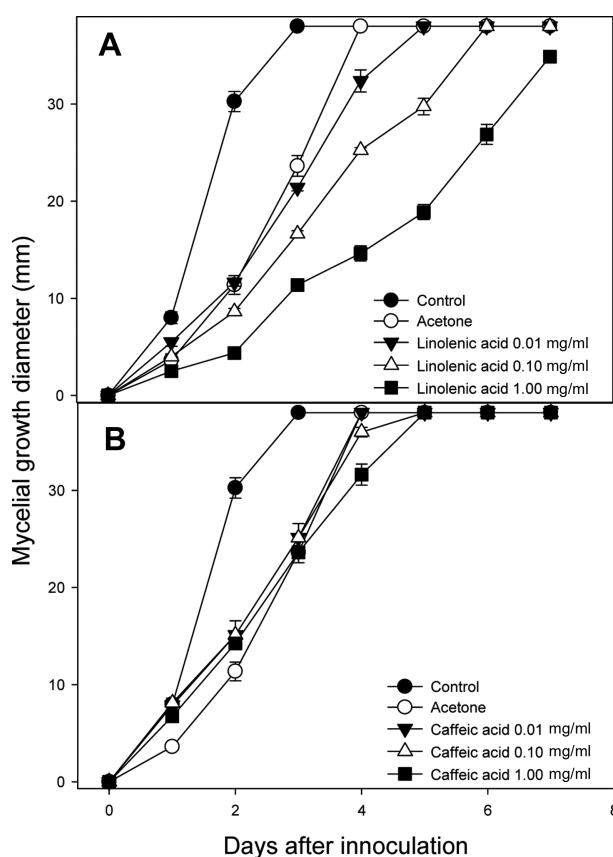 A
30
20
10
0
Control
Acetone
Linolenic acid 0.01 mg/ml
Linolenic acid 0.10 mg/ml
Linolenic acid 1.00 mg/ml
Mycelial growth diameter (mm)
B
30
20
10
0
Control
Acetone
Caffeic acid 0.01 mg/ml
Caffeic acid 0.10 mg/ml
Caffeic acid 1.00 mg/ml
0 2 4 6 8
Days after innoculation